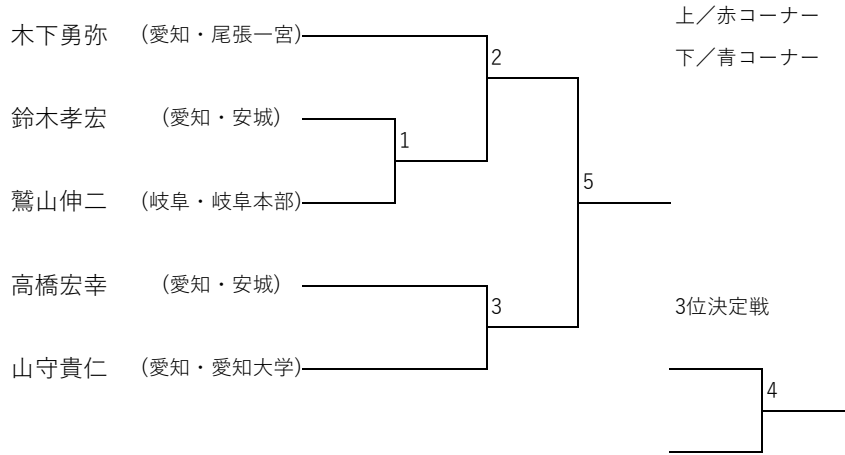 上／赤コーナー
木下勇弥 (愛知・尾張一宮)
2
下／青コーナー
鈴木孝宏 (愛知・安城)
1
5
鷲山伸二 (岐阜・岐阜本部)
高橋宏幸 (愛知・安城)
3
3位決定戦
山守貴仁 (愛知・愛知大学)
4